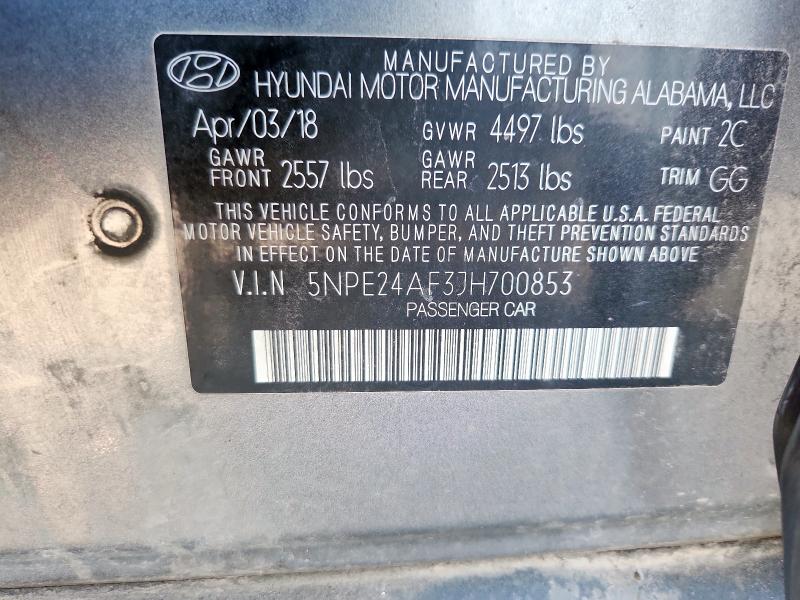 MANUFACTURED BY
HYUNDAI MOTOR MANUFACTURING ALABAMA, LLC
Apr/03/18 GVWR 4497 lbs PAINT 2C
GAWR FRONT 2557 lbs GAWR REAR 2513 lbs TRIM GG
THIS VEHICLE CONFORMS TO ALL APPLICABLE U.S.A. FEDERAL
MOTOR VEHICLE SAFETY, BUMPER, AND THEFT PREVENTION STANDARDS
IN EFFECT ON THE DATE OF MANUFACTURE SHOWN ABOVE.
V.I.N 5NPE24AF3JH700853
PASSENGER CAR